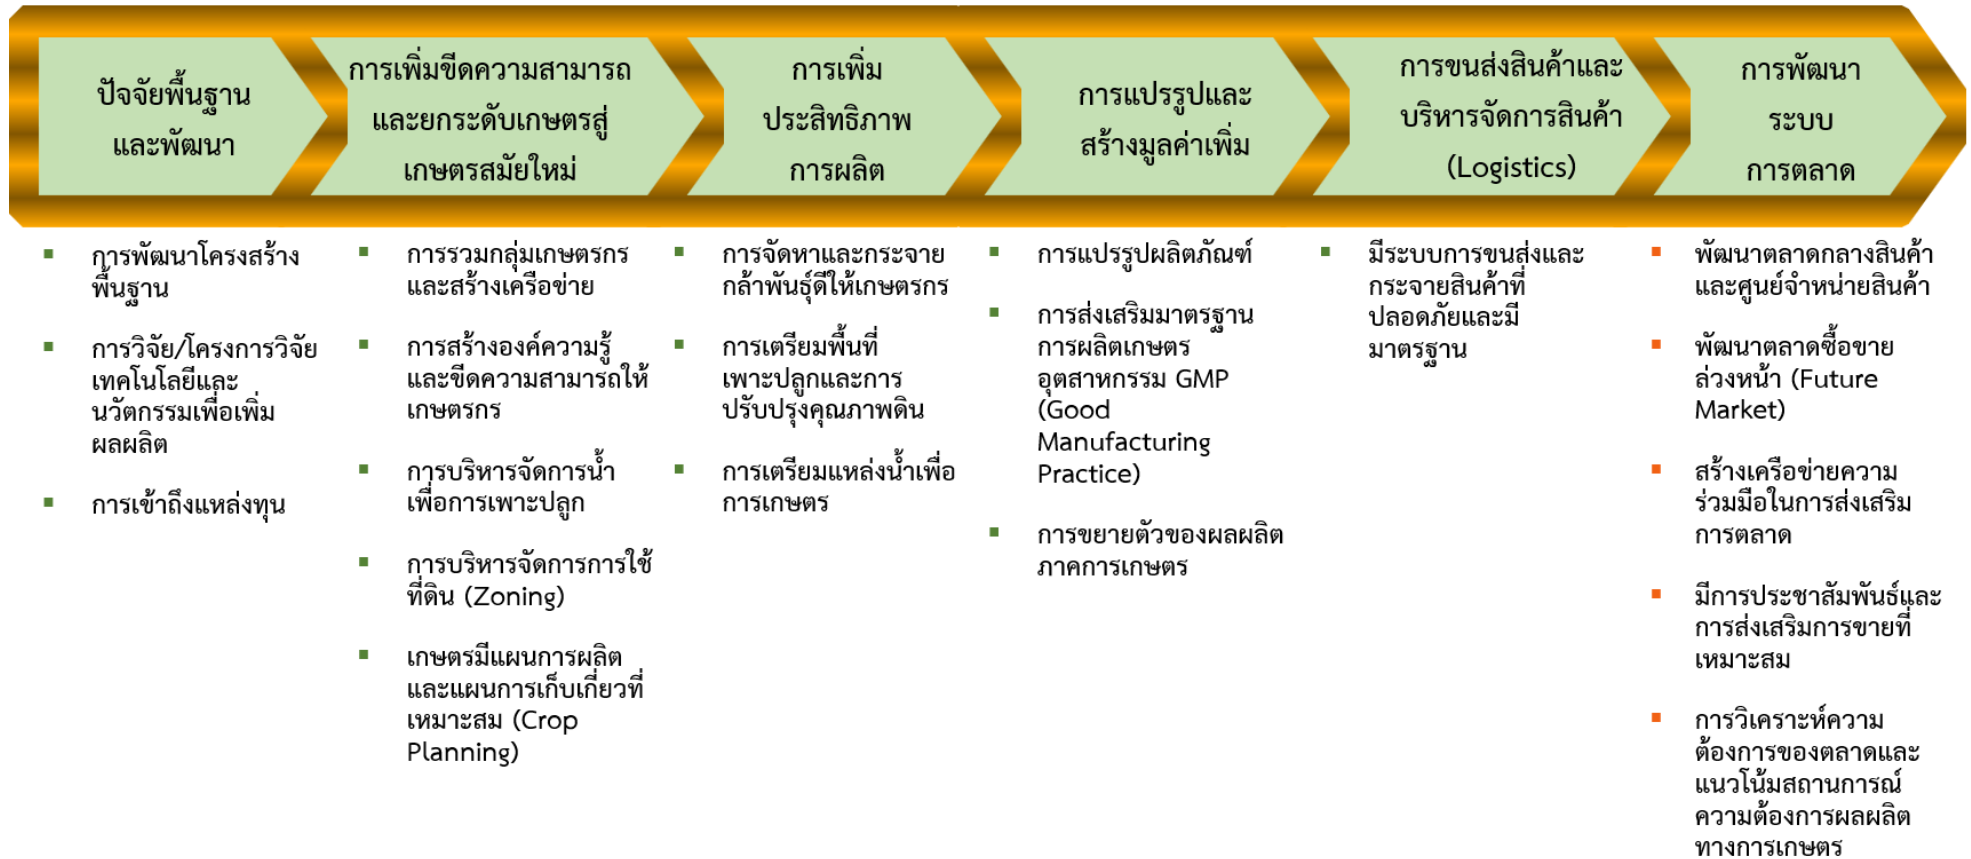 ปัจจัยพื้นฐาน
และพัฒนา
การเพิ่มขีดความสามารถ
และยกระดับเกษตรสู่
เกษตรสมัยใหม่
การเพิ่ม
ประสิทธิภาพ
การผลิต
การแปรรูปและ
สร้างมูลค่าเพิ่ม
การขนส่งสินค้าและ
บริหารจัดการสินค้า
(Logistics)
การพัฒนา
ระบบ
การตลาด
▪ การพัฒนาโครงสร้าง
พื้นฐาน
▪ การวิจัย/โครงการวิจัย
เทคโนโลยีและ
นวัตกรรมเพื่อเพิ่ม
ผลผลิต
▪ การเข้าถึงแหล่งทุน
▪ การรวมกลุ่มเกษตรกร
และสร้างเครือข่าย
▪ การสร้างองค์ความรู้
และขีดความสามารถให้
เกษตรกร
▪ การบริหารจัดการน้ำ
เพื่อการเพาะปลูก
▪ การบริหารจัดการการใช้
ที่ดิน (Zoning)
▪ เกษตรมีแผนการผลิต
และแผนการเก็บเกี่ยวที่
เหมาะสม (Crop
Planning)
▪ การจัดหาและกระจาย
กล้าพันธุ์ดีให้เกษตรกร
▪ การเตรียมพื้นที่
เพาะปลูกและการ
ปรับปรุงคุณภาพดิน
▪ การเตรียมแหล่งน้ำเพื่อ
การเกษตร
▪ การแปรรูปผลิตภัณฑ์
▪ การส่งเสริมมาตรฐาน
การผลิตเกษตร
อุตสาหกรรม GMP
(Good
Manufacturing
Practice)
▪ การขยายตัวของผลผลิต
ภาคการเกษตร
▪ มีระบบการขนส่งและ
กระจายสินค้าที่
ปลอดภัยและมี
มาตรฐาน
▪ พัฒนาตลาดกลางสินค้า
และศูนย์จำหน่ายสินค้า
▪ พัฒนาตลาดซื้อขาย
ล่วงหน้า (Future
Market)
▪ สร้างเครือข่ายความ
ร่วมมือในการส่งเสริม
การตลาด
▪ มีการประชาสัมพันธ์และ
การส่งเสริมการขายที่
เหมาะสม
▪ การวิเคราะห์ความ
ต้องการของตลาดและ
แนวโน้มสถานการณ์
ความต้องการผลผลิต
ทางการเกษตร